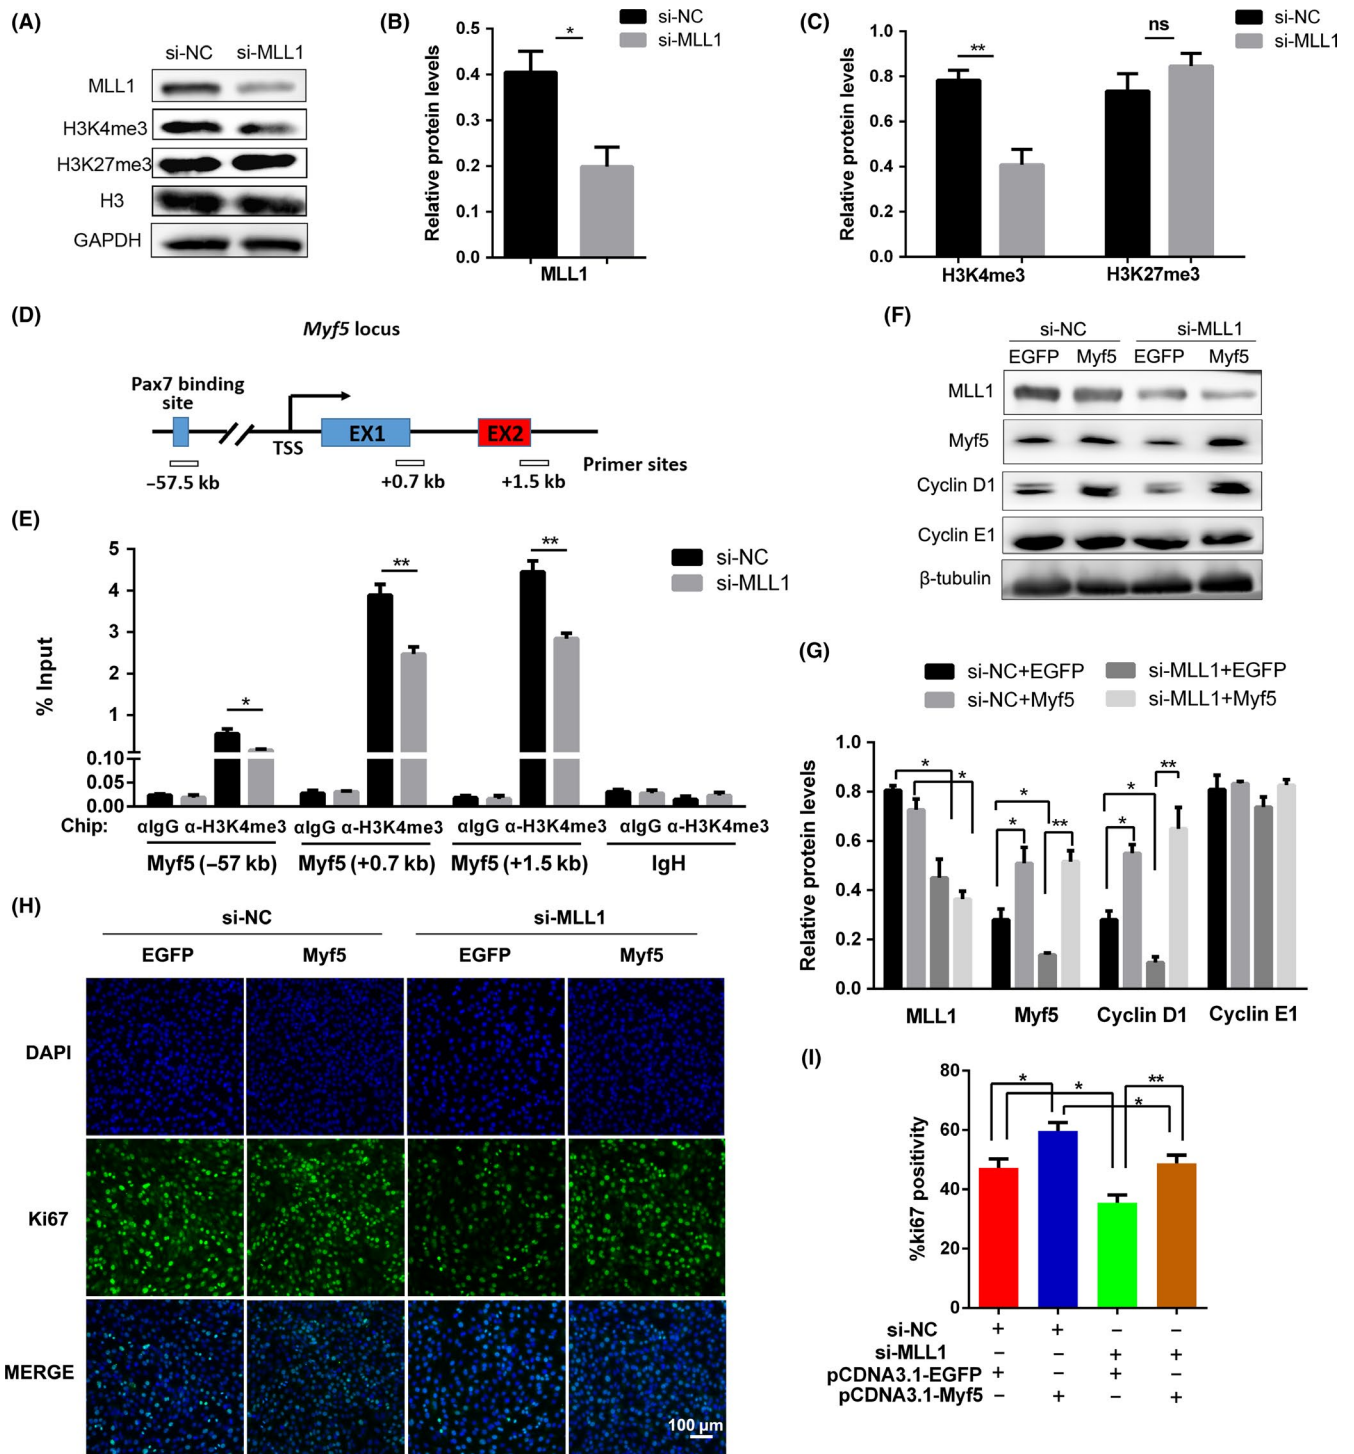 (A)
si-NC si-MLL1
MLL1
H3K4me3
H3K27me3
H3
GAPDH
(B)
si-NC
si-MLL1
Relative protein levels
0.5
0.4
0.3
0.2
0.1
0.0
*
MLL1
(C)
si-NC
si-MLL1
Relative protein levels
1.0
0.8
0.6
0.4
0.2
0.0
**
ns
H3K4me3 H3K27me3
(D)
Myf5 locus
Pax7 binding
site
TSS
EX1
EX2
Primer sites
−57.5 kb
+0.7 kb
+1.5 kb
(E)
si-NC
si-MLL1
% Input
5
4
3
2
1
0.10
0.05
0.00
*
**
**
Chip: αIgG α-H3K4me3 αIgG α-H3K4me3 αIgG α-H3K4me3 αIgG α-H3K4me3
Myf5 (−57 kb) Myf5 (+0.7 kb) Myf5 (+1.5 kb) IgH
(F)
si-NC si-MLL1
EGFP Myf5 EGFP Myf5
MLL1
Myf5
Cyclin D1
Cyclin E1
β-tubulin
(G)
si-NC+EGFP si-MLL1+EGFP
si-NC+Myf5 si-MLL1+Myf5
Relative protein levels
1.0
0.8
0.6
0.4
0.2
0.0
* *
* * **
* * **
MLL1 Myf5 Cyclin D1 Cyclin E1
(H)
si-NC si-MLL1
EGFP Myf5 EGFP Myf5
DAPI
Ki67
MERGE
100 µm
(I)
%ki67 positivity
80
60
40
20
0
* * ** *
si-NC + + − −
si-MLL1 − − + +
pCDNA3.1-EGFP + − + −
pCDNA3.1-Myf5 − + − +